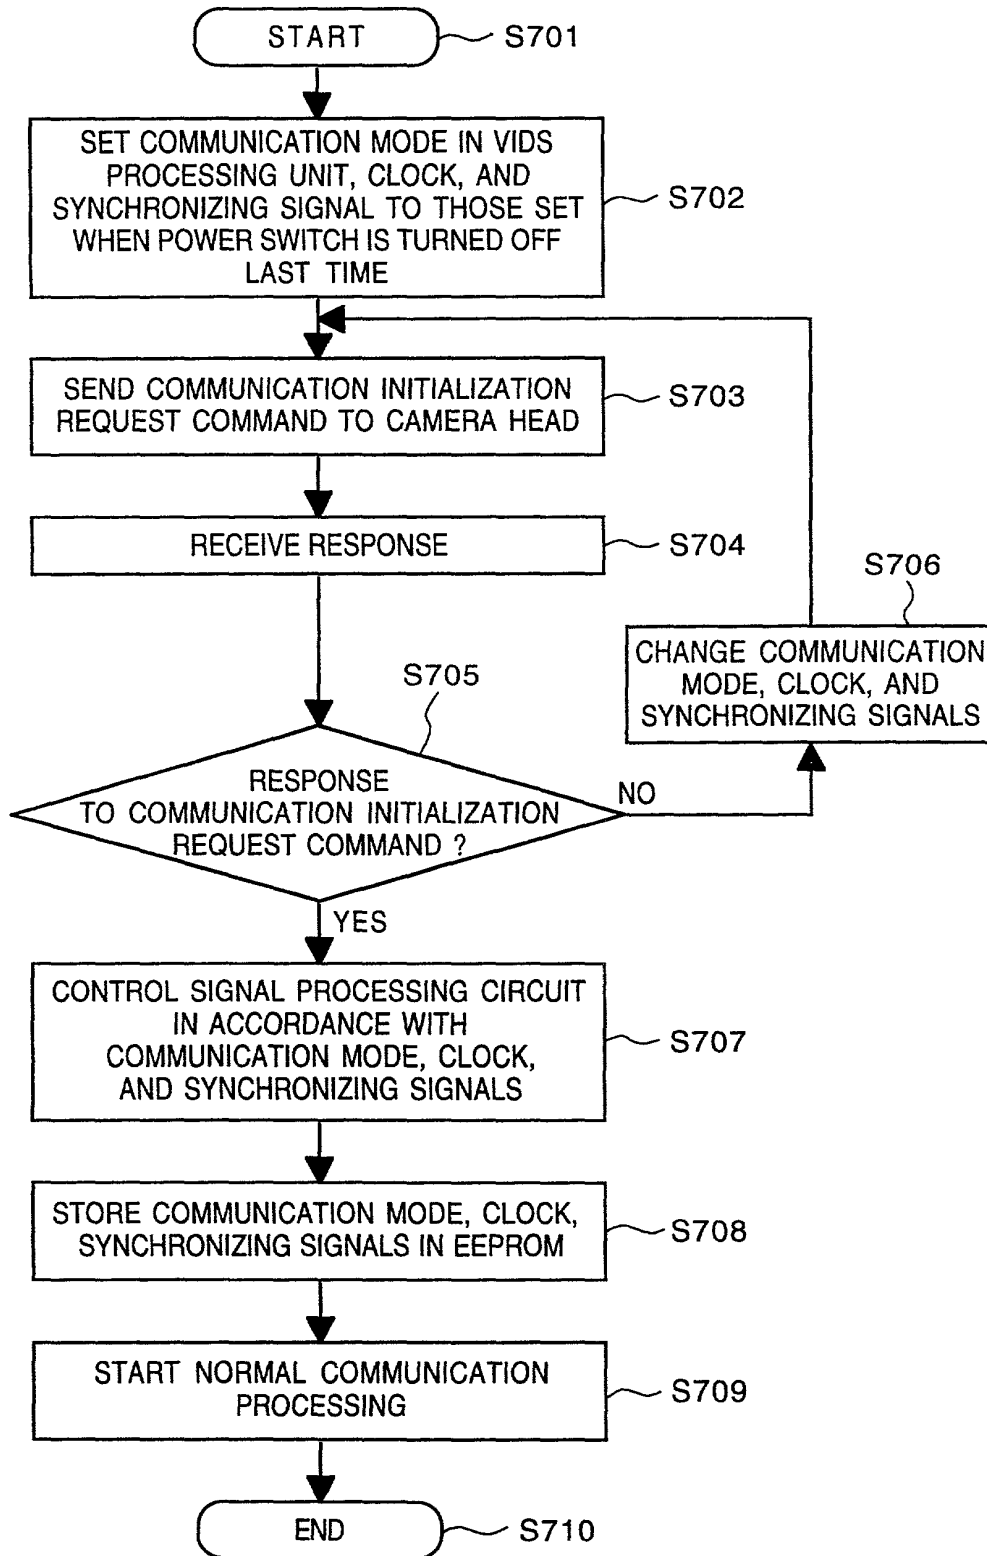 START
S701
SET COMMUNICATION MODE IN VIDS
PROCESSING UNIT, CLOCK, AND
SYNCHRONIZING SIGNAL TO THOSE SET
WHEN POWER SWITCH IS TURNED OFF
LAST TIME
S702
SEND COMMUNICATION INITIALIZATION
REQUEST COMMAND TO CAMERA HEAD
S703
RECEIVE RESPONSE
S704
S706
CHANGE COMMUNICATION
MODE, CLOCK, AND
SYNCHRONIZING SIGNALS
S705
RESPONSE
TO COMMUNICATION INITIALIZATION
REQUEST COMMAND ?
NO
YES
CONTROL SIGNAL PROCESSING CIRCUIT
IN ACCORDANCE WITH
COMMUNICATION MODE, CLOCK,
AND SYNCHRONIZING SIGNALS
S707
STORE COMMUNICATION MODE, CLOCK,
SYNCHRONIZING SIGNALS IN EEPROM
S708
START NORMAL COMMUNICATION
PROCESSING
S709
END
S710